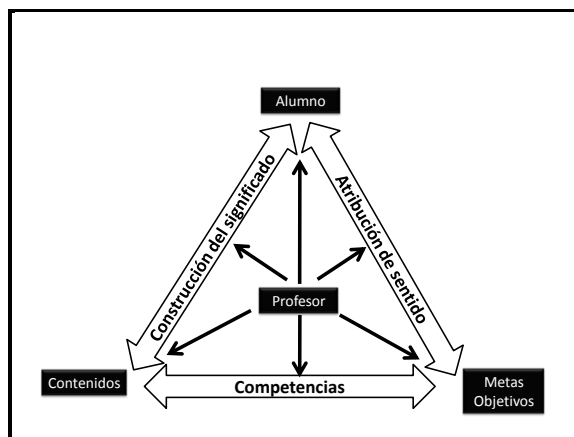 Alumno
Construcción del significado
Atribución de sentido
Profesor
Contenidos
Competencias
Metas
Objetivos